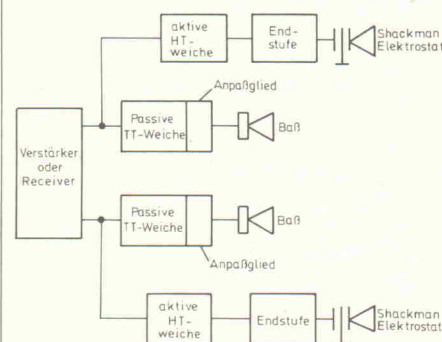 aktive
HT-
weiche
End-
stufe
Shackman
Elektrostat
Anpaßglied
Passive
TT-Weiche
Baß
Verstärker
oder
Receiver
Passive
TT-Weiche
Baß
Anpaßglied
aktive
HT-
weiche
Endstufe
Shackman
Elektrostat